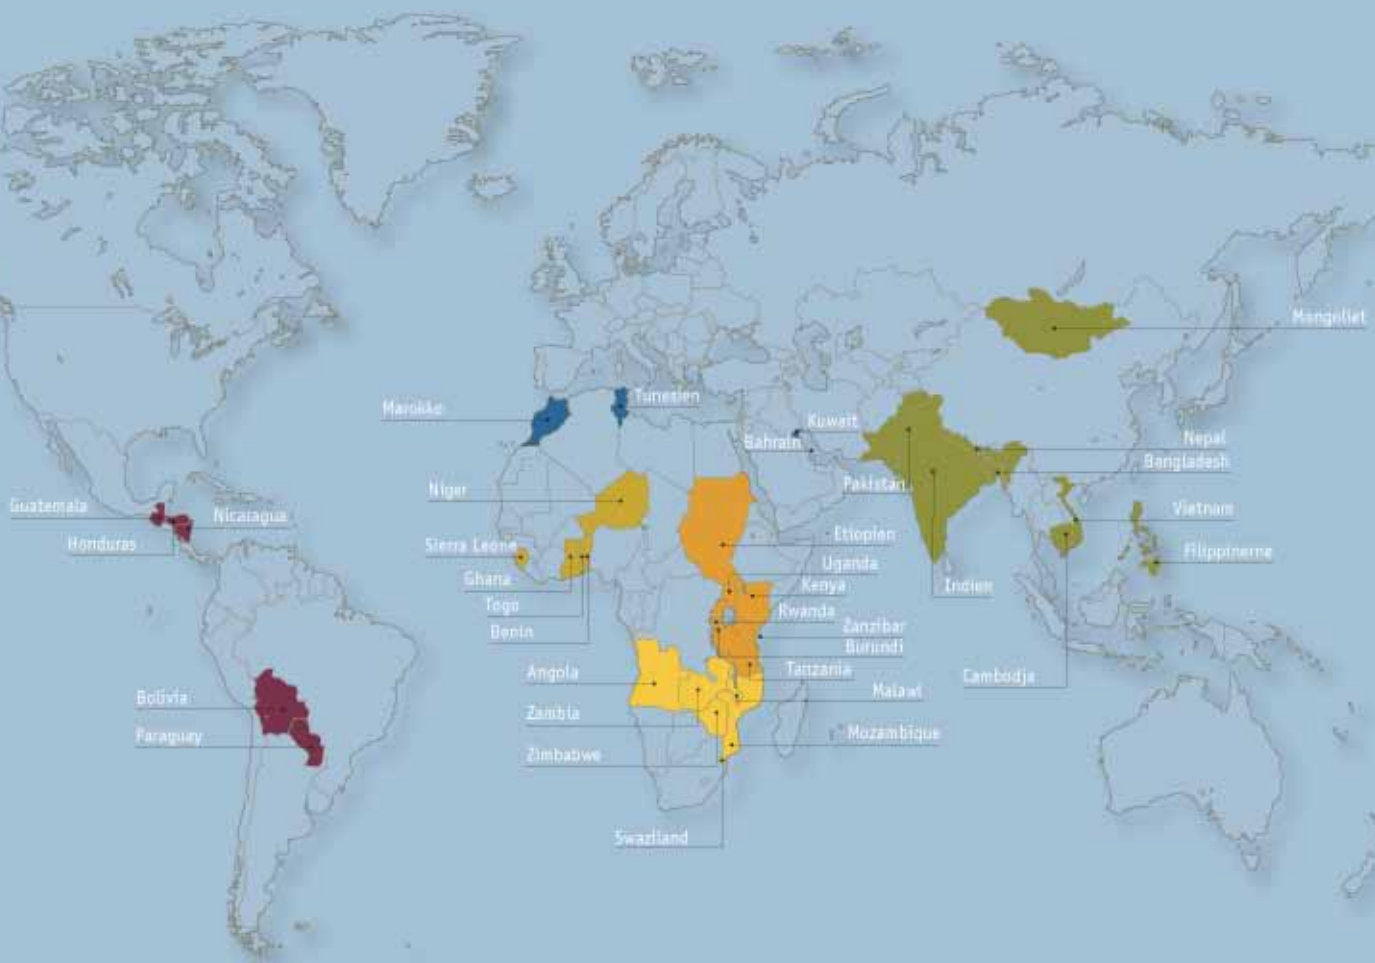 Mongoliet
Tunesien
Marokko
Kuwait
Bahrain
Nepal
Bangladesh
Pakistan
Niger
Guatemala
Nicaragua
Vietnam
Honduras
Etiopien
Sierra Leone
Filippinerne
Uganda
Ghana
Kenya
Indien
Togo
Rwanda
Zanzibar
Benin
Burundi
Angola
Tanzania
Cambodja
Malawi
Bolivia
Zambia
Paraguay
Mozambique
Zimbabwe
Swaziland